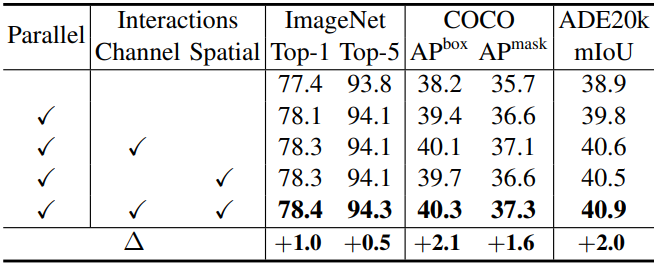 Parallel Interactions ImageNet COCO ADE20k
Channel Spatial Top-1 Top-5 AP^box AP^mask mIoU
77.4 93.8 38.2 35.7 38.9
✓ 78.1 94.1 39.4 36.6 39.8
✓ ✓ 78.3 94.1 40.1 37.1 40.6
✓ ✓ 78.3 94.1 39.7 36.6 40.5
✓ ✓ ✓ 78.4 94.3 40.3 37.3 40.9
Δ +1.0 +0.5 +2.1 +1.6 +2.0